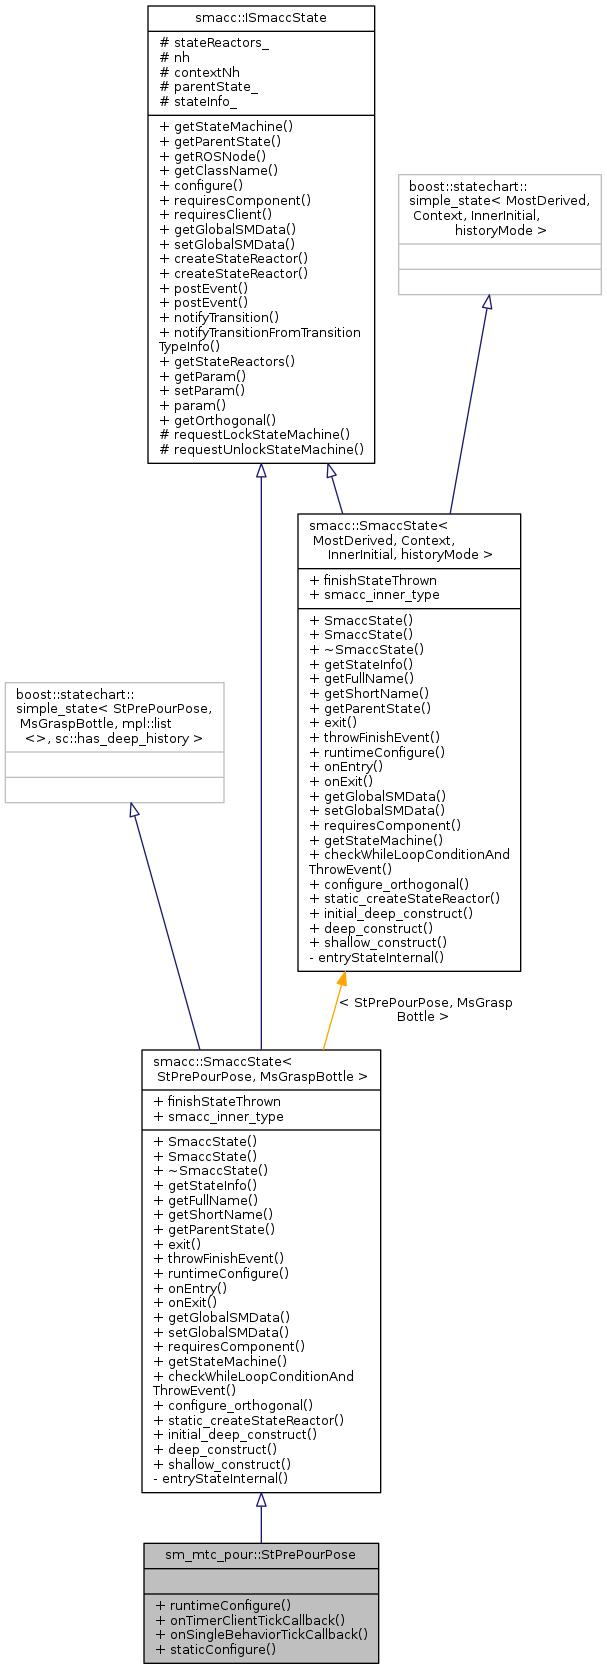 smacc::ISmaccState
# stateReactors_
# nh
# contextNh
# parentState_
# stateInfo_
+ getStateMachine()
+ getParentState()
+ getROSNode()
+ getClassName()
+ configure()
+ requiresComponent()
+ requiresClient()
+ getGlobalSMData()
+ setGlobalSMData()
+ createStateReactor()
+ createStateReactor()
+ postEvent()
+ postEvent()
+ notifyTransition()
+ notifyTransitionFromTransition
TypeInfo()
+ getStateReactors()
+ getParam()
+ setParam()
+ param()
+ getOrthogonal()
# requestLockStateMachine()
# requestUnlockStateMachine()
boost::statechart::
simple_state< MostDerived,
Context, InnerInitial,
historyMode >
smacc::SmaccState<
MostDerived, Context,
InnerInitial, historyMode >
+ finishStateThrown
+ smacc_inner_type
+ SmaccState()
+ SmaccState()
+ ~SmaccState()
+ getStateInfo()
+ getFullName()
+ getShortName()
+ getParentState()
+ exit()
+ throwFinishEvent()
+ runtimeConfigure()
+ onEntry()
+ onExit()
+ getGlobalSMData()
+ setGlobalSMData()
+ requiresComponent()
+ getStateMachine()
+ checkWhileLoopConditionAnd
ThrowEvent()
+ configure_orthogonal()
+ static_createStateReactor()
+ initial_deep_construct()
+ deep_construct()
+ shallow_construct()
- entryStateInternal()
boost::statechart::
simple_state< StPrePourPose,
MsGraspBottle, mpl::list
<>, sc::has_deep_history >
< StPrePourPose, MsGrasp
Bottle >
smacc::SmaccState<
StPrePourPose, MsGraspBottle >
+ finishStateThrown
+ smacc_inner_type
+ SmaccState()
+ SmaccState()
+ ~SmaccState()
+ getStateInfo()
+ getFullName()
+ getShortName()
+ getParentState()
+ exit()
+ throwFinishEvent()
+ runtimeConfigure()
+ onEntry()
+ onExit()
+ getGlobalSMData()
+ setGlobalSMData()
+ requiresComponent()
+ getStateMachine()
+ checkWhileLoopConditionAnd
ThrowEvent()
+ configure_orthogonal()
+ static_createStateReactor()
+ initial_deep_construct()
+ deep_construct()
+ shallow_construct()
- entryStateInternal()
sm_mtc_pour::StPrePourPose
+ runtimeConfigure()
+ onTimerClientTickCallback()
+ onSingleBehaviorTickCallback()
+ staticConfigure()